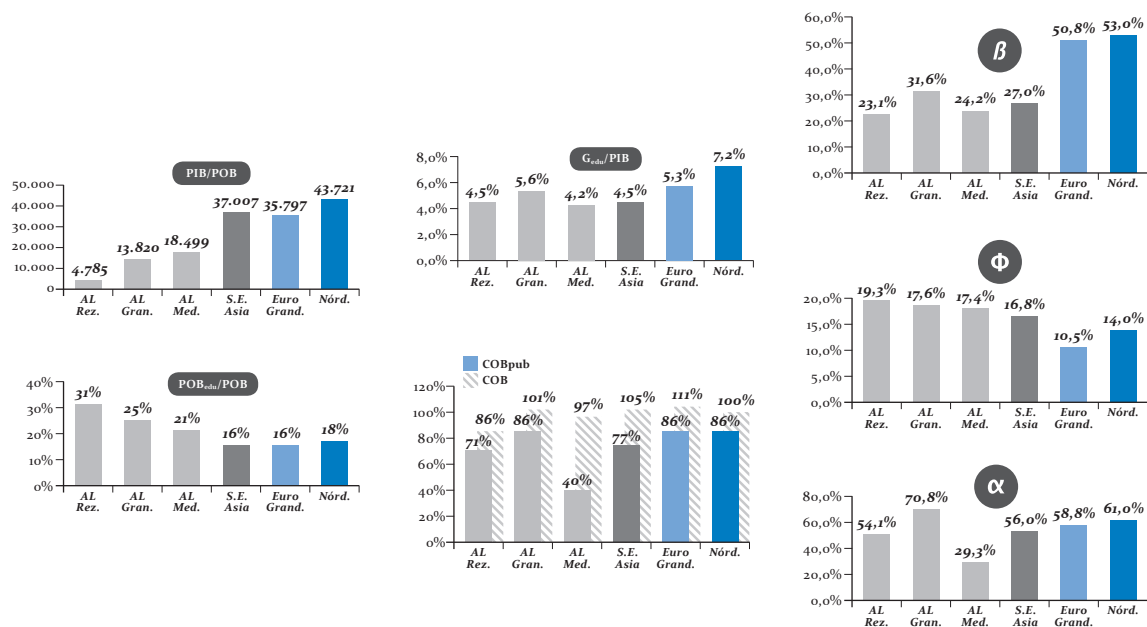 PIB/POB
50.000
40.000
30.000
20.000
10.000
0
4.785
13.820
18.499
37.007
35.797
43.721
AL Rez.
AL Gran.
AL Med.
S.E. Asia
Euro Grand.
Nórd.
POBedu/POB
40%
30%
20%
10%
0%
31%
25%
21%
16%
16%
18%
AL Rez.
AL Gran.
AL Med.
S.E. Asia
Euro Grand.
Nórd.
Gedu/PIB
8,0%
6,0%
4,0%
2,0%
0,0%
4,5%
5,6%
4,2%
4,5%
5,3%
7,2%
AL Rez.
AL Gran.
AL Med.
S.E. Asia
Euro Grand.
Nórd.
COBpub
COB
120%
100%
80%
60%
40%
20%
0%
86%
101%
97%
105%
111%
100%
71%
86%
40%
77%
86%
86%
AL Rez.
AL Gran.
AL Med.
S.E. Asia
Euro Grand.
Nórd.
ß
60,0%
50,0%
40,0%
30,0%
20,0%
10,0%
0,0%
23,1%
31,6%
24,2%
27,0%
50,8%
53,0%
AL Rez.
AL Gran.
AL Med.
S.E. Asia
Euro Grand.
Nórd.
Φ
20,0%
15,0%
10,0%
5,0%
0,0%
19,3%
17,6%
17,4%
16,8%
10,5%
14,0%
AL Rez.
AL Gran.
AL Med.
S.E. Asia
Euro Grand.
Nórd.
α
80,0%
60,0%
40,0%
20,0%
0,0%
54,1%
70,8%
29,3%
56,0%
58,8%
61,0%
AL Rez.
AL Gran.
AL Med.
S.E. Asia
Euro Grand.
Nórd.